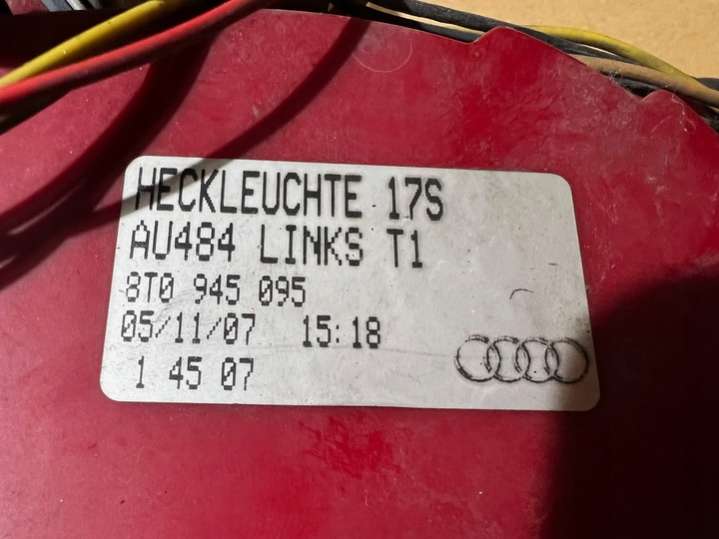 HECKLEUCHTE 17S
AU484 LINKS T1
8T0 945 095
05/11/07 15:18
1 45 07